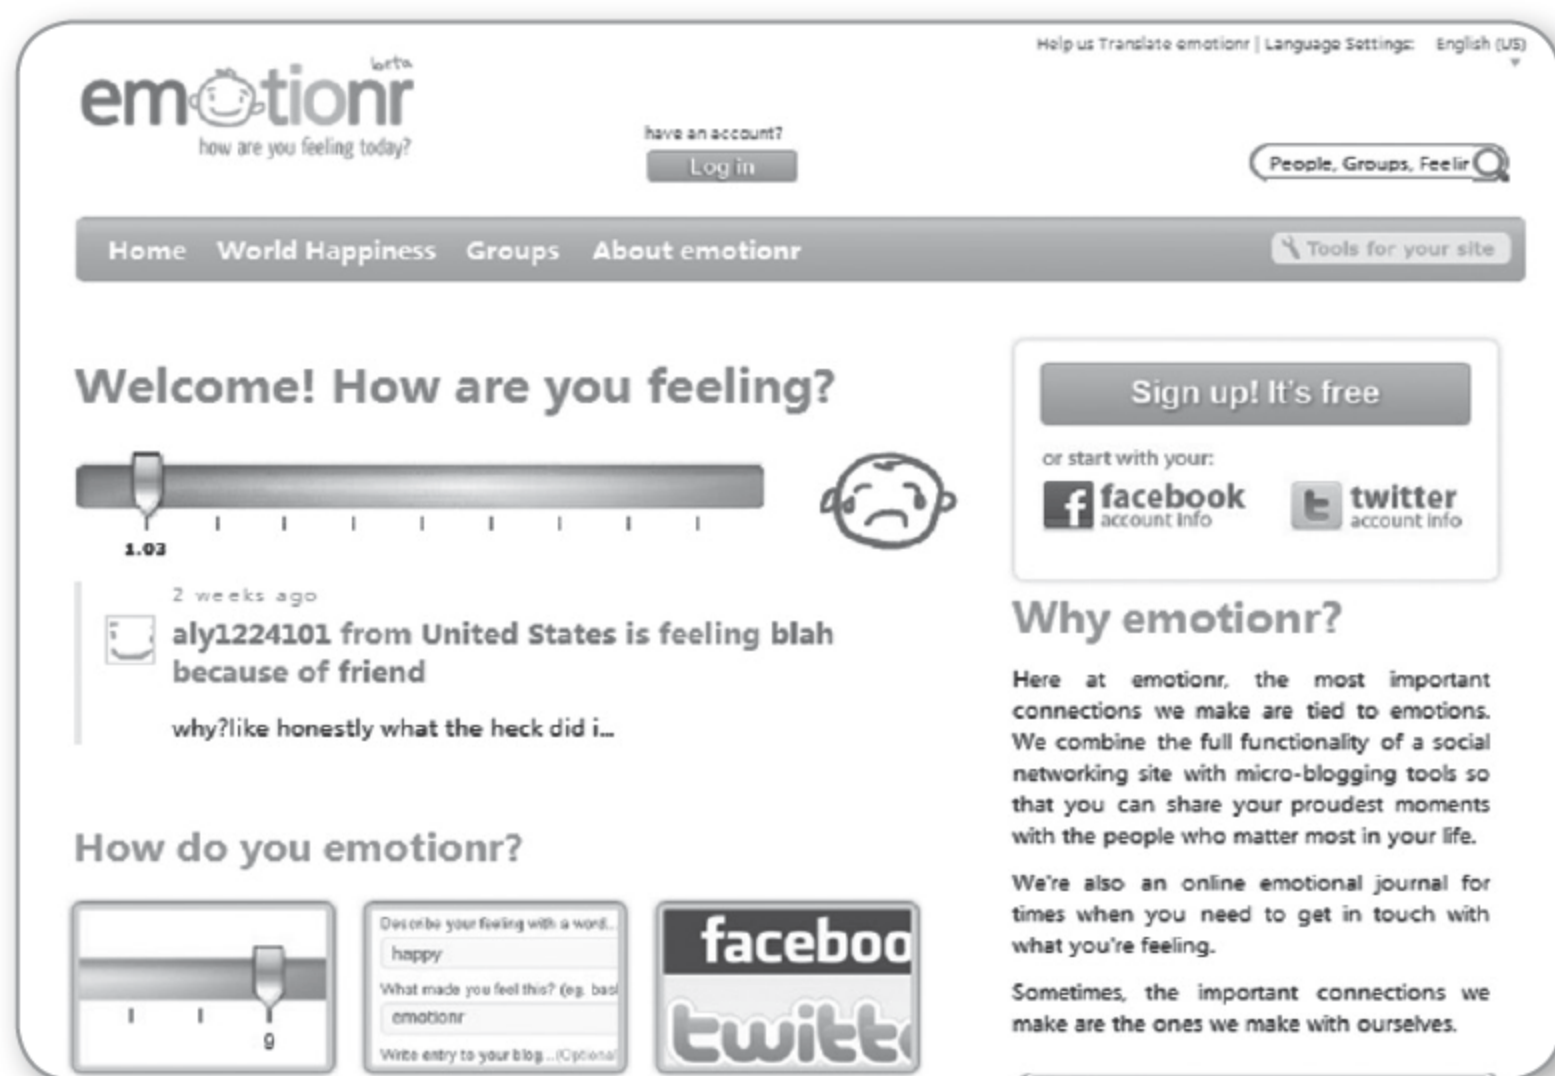 Help us Translate emotionr | Language Settings: English (US)
beta
emotionr
how are you feeling today?
have an account?
Log in
People, Groups, Feelin
Home World Happiness Groups About emotionr Tools for your site
Welcome! How are you feeling?
1.03
2 weeks ago
aly1224101 from United States is feeling blah
because of friend
why?like honestly what the heck did i...
How do you emotionr?
9
Describe your feeling with a word...
happy
What made you feel this? (eg. bas
emotionr
Write entry to your blog...(Optional
faceboo
twitte
Sign up! It's free
or start with your:
facebook
account info
twitter
account info
Why emotionr?
Here at emotionr, the most important
connections we make are tied to emotions.
We combine the full functionality of a social
networking site with micro-blogging tools so
that you can share your proudest moments
with the people who matter most in your life.
We're also an online emotional journal for
times when you need to get in touch with
what you're feeling.
Sometimes, the important connections we
make are the ones we make with ourselves.